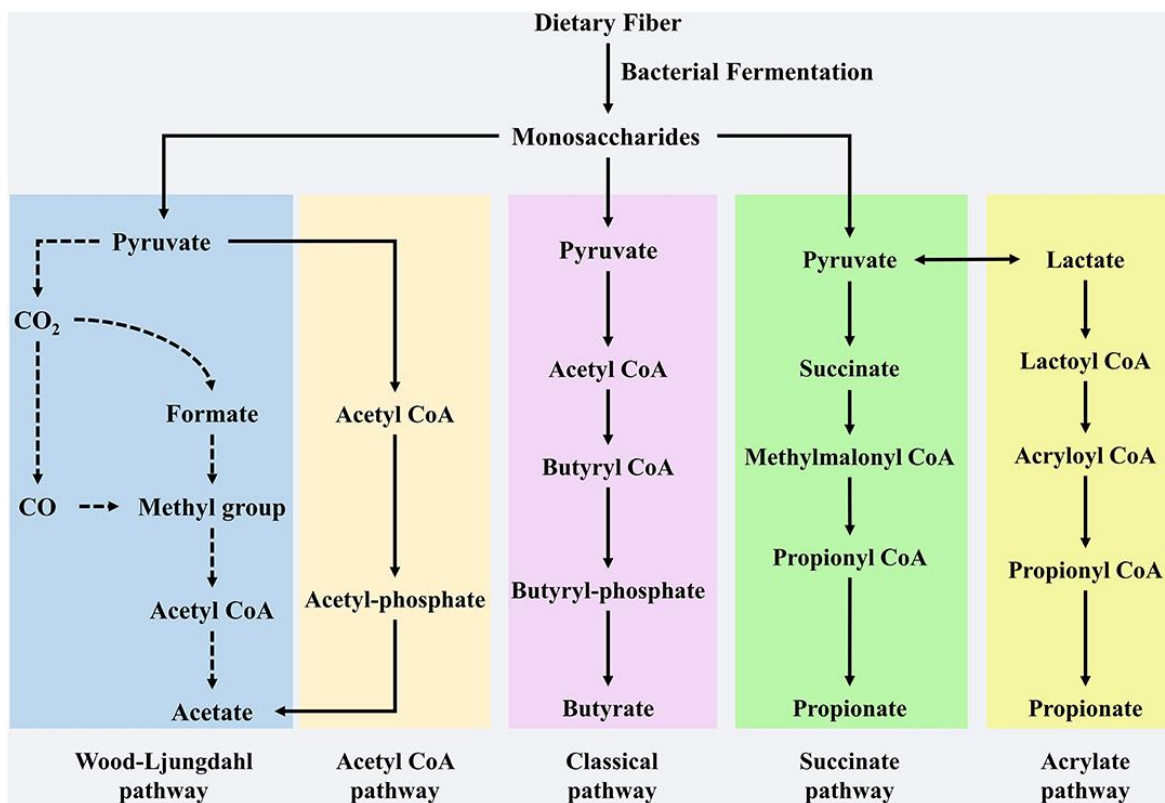 Dietary Fiber
Bacterial Fermentation
Monosaccharides
Pyruvate
CO₂
Formate
CO
Methyl group
Acetyl CoA
Acetate
Wood-Ljungdahl
pathway
Acetyl CoA
Acetyl-phosphate
Acetyl CoA
pathway
Pyruvate
Acetyl CoA
Butyryl CoA
Butyryl-phosphate
Butyrate
Classical
pathway
Pyruvate
Succinate
Methylmalonyl CoA
Propionyl CoA
Propionate
Succinate
pathway
Lactate
Lactoyl CoA
Acryloyl CoA
Propionyl CoA
Propionate
Acrylate
pathway